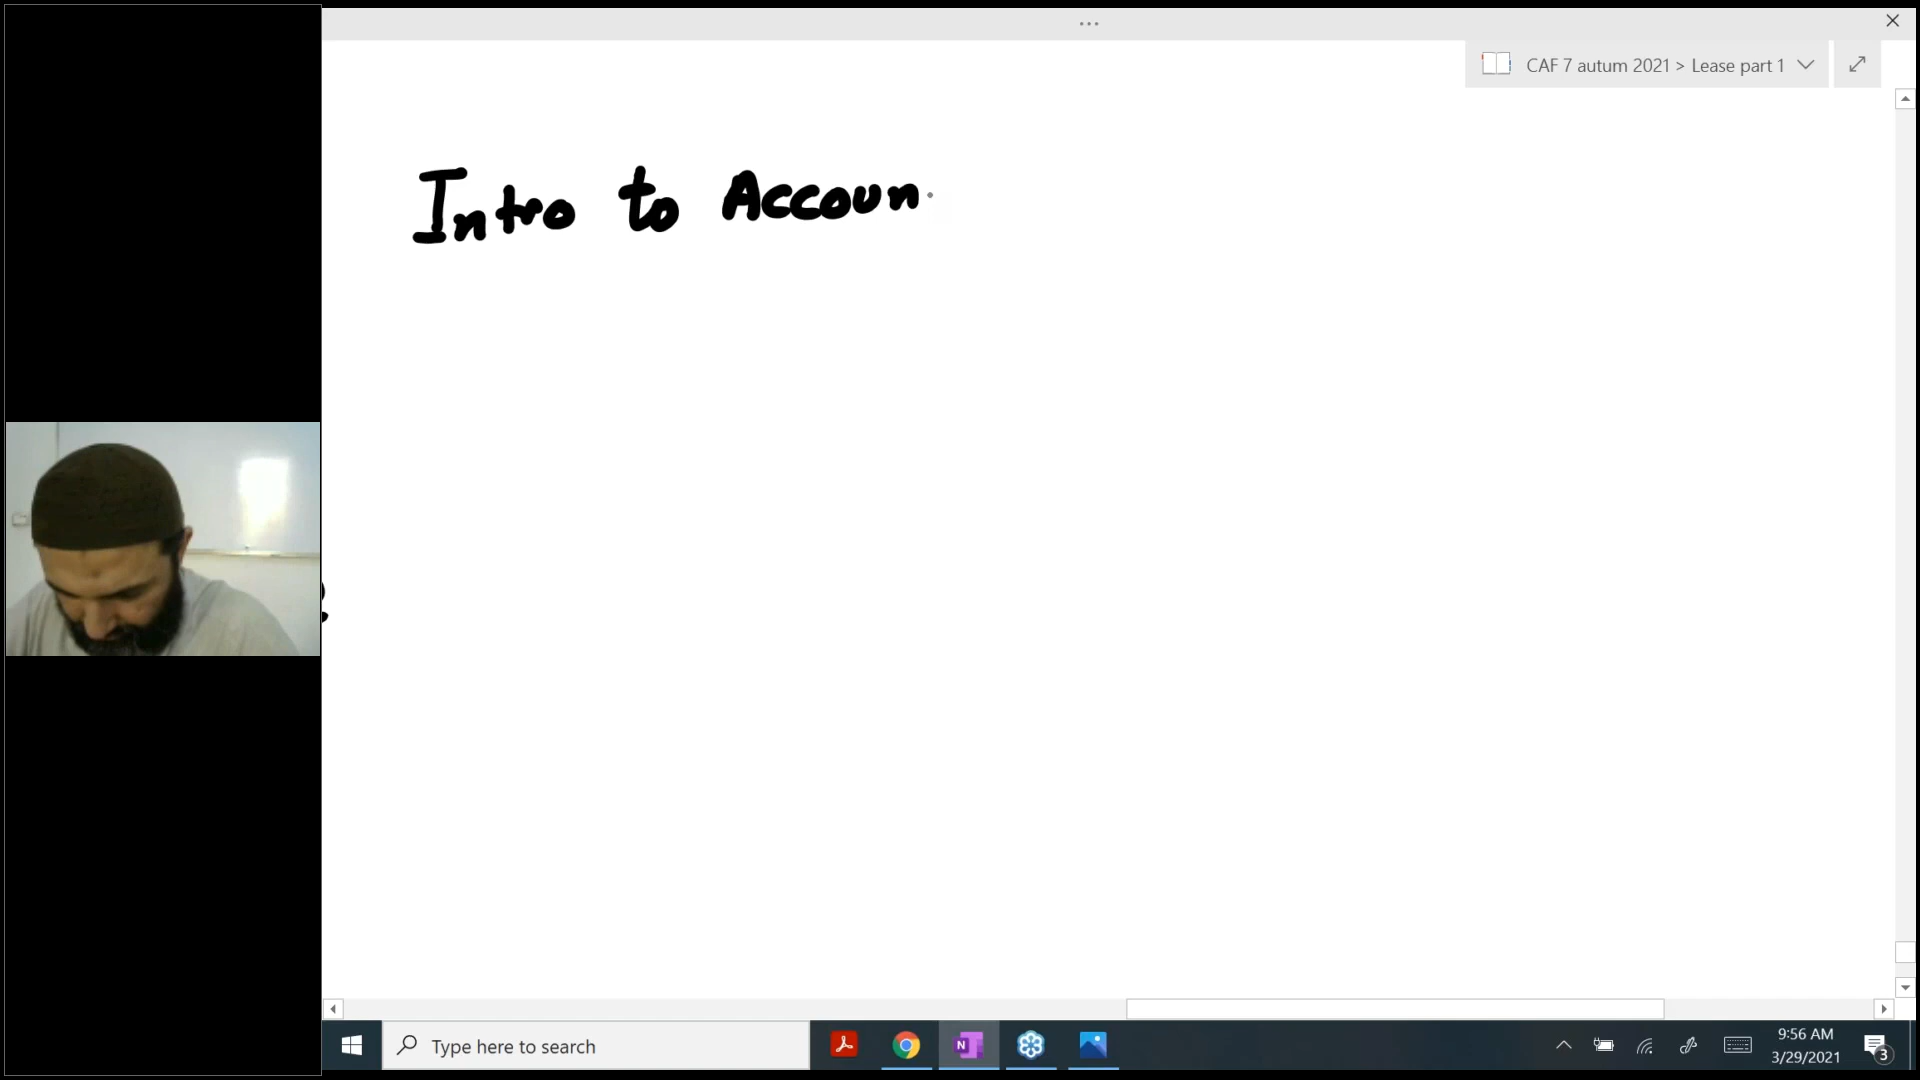 CAF 7 autum 2021 > Lease part 1
Intro to Accoun
Type here to search
N
9:56 AM
3/29/2021
3